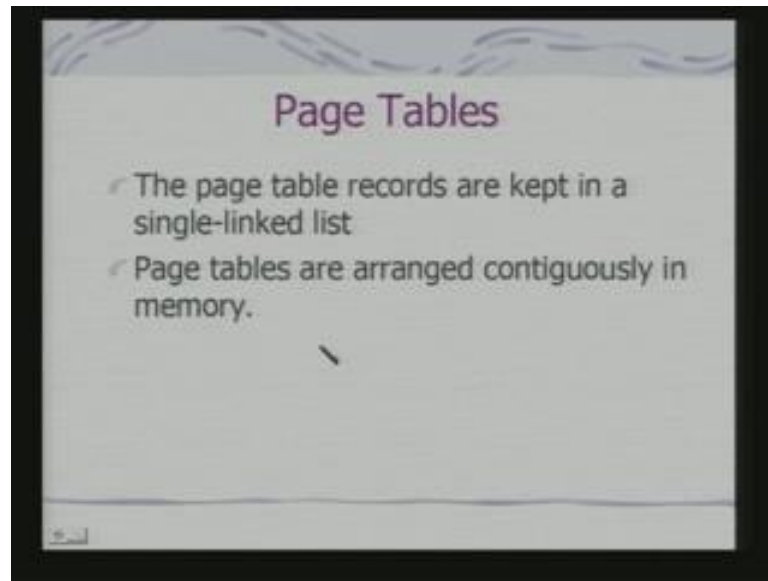 Page Tables
The page table records are kept in a
single-linked list
Page tables are arranged contiguously in
memory.